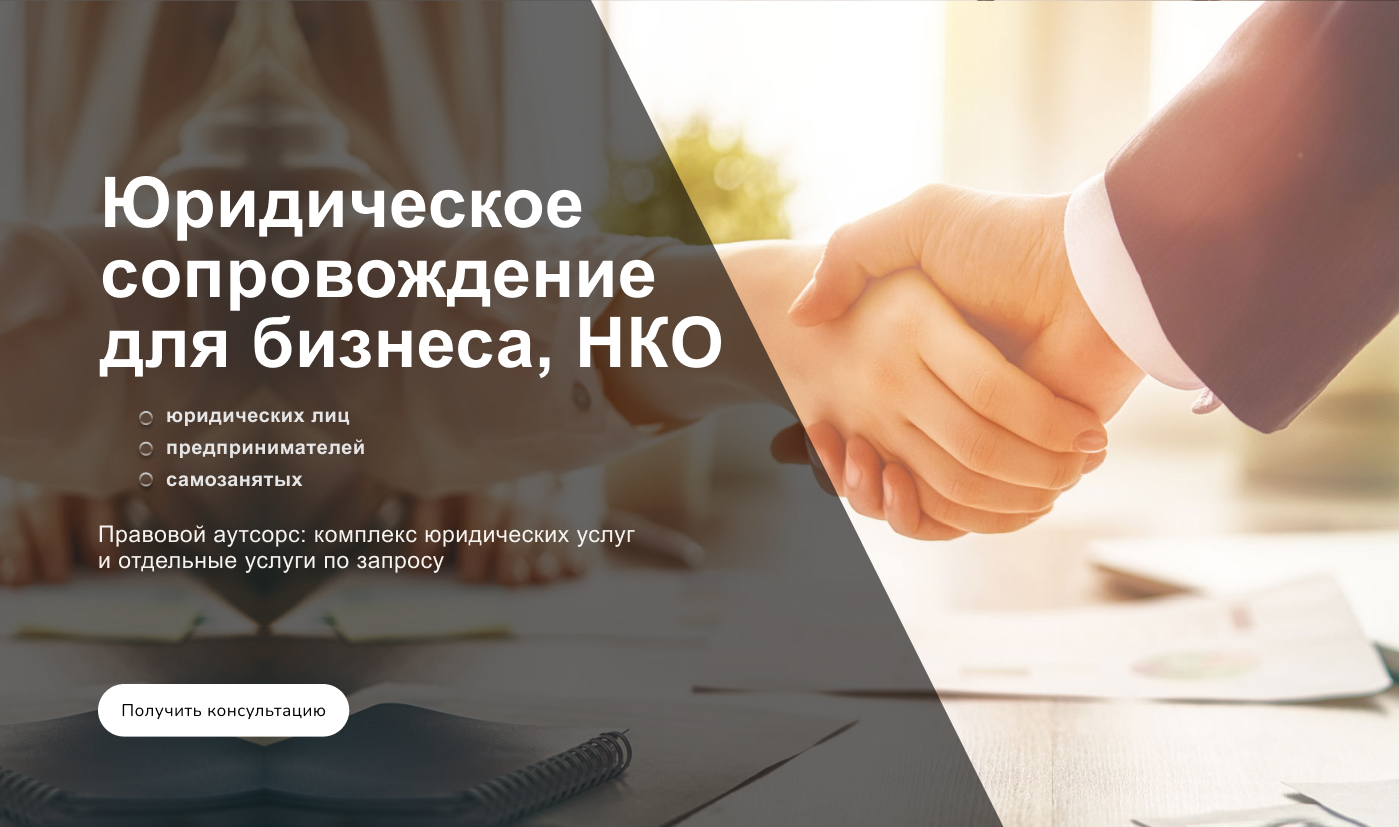 Юридическое
сопровождение
для бизнеса, НКО
юридических лиц
предпринимателей
самозанятых
Правовой аутсорс: комплекс юридических услуг
и отдельные услуги по запросу
Получить консультацию